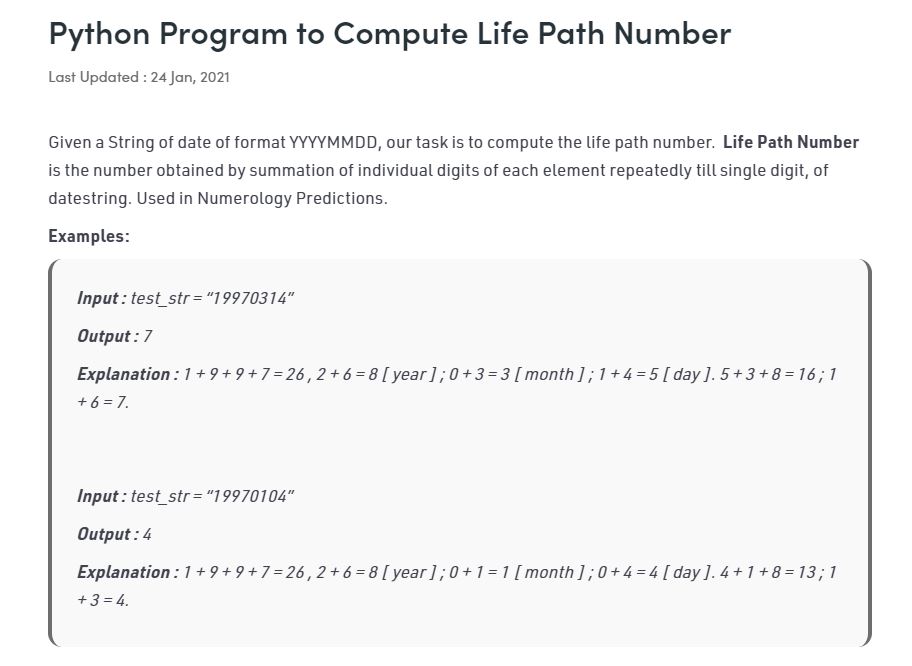 Python Program to Compute Life Path Number
Last Updated : 24 Jan, 2021
Given a String of date of format YYYYMMDD, our task is to compute the life path number.  Life Path Number
is the number obtained by summation of individual digits of each element repeatedly till single digit, of
datestring. Used in Numerology Predictions.
Examples:
Input : test_str = “19970314”
Output : 7
Explanation : 1 + 9 + 9 + 7 = 26 , 2 + 6 = 8 [ year ] ; 0 + 3 = 3 [ month ] ; 1 + 4 = 5 [ day ]. 5 + 3 + 8 = 16 ; 1
+ 6 = 7.
Input : test_str = “19970104”
Output : 4
Explanation : 1 + 9 + 9 + 7 = 26 , 2 + 6 = 8 [ year ] ; 0 + 1 = 1 [ month ] ; 0 + 4 = 4 [ day ]. 4 + 1 + 8 = 13 ; 1
+ 3 = 4.